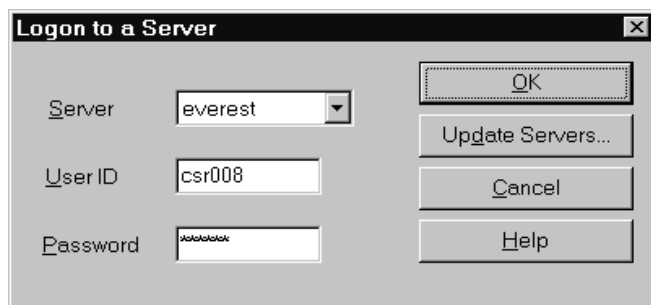 Logon to a Server
Server everest
OK
Update Servers...
User ID csr008
Cancel
Password *******
Help